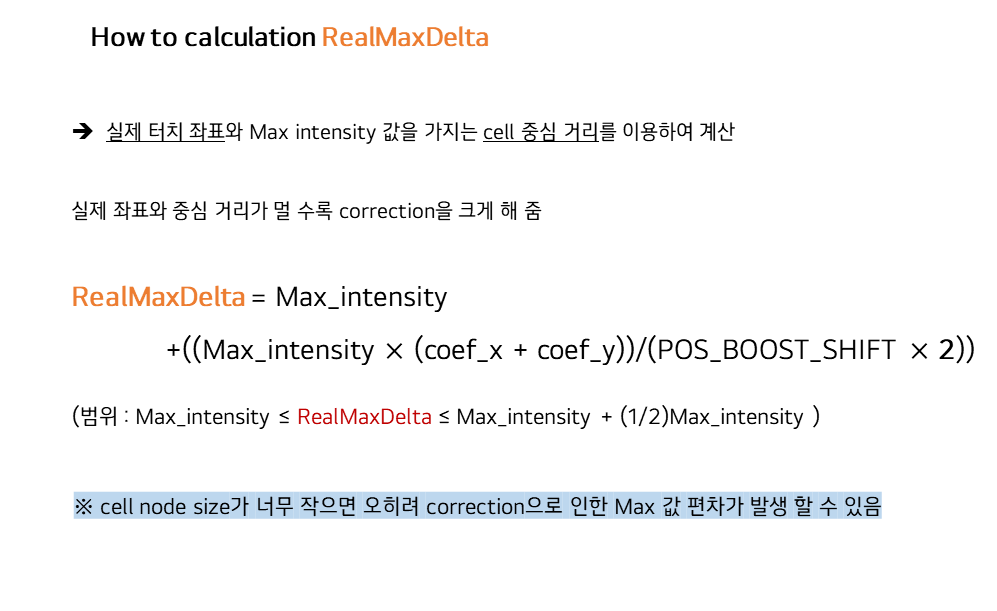 How to calculation RealMaxDelta
➔ 실제 터치 좌표와 Max intensity 값을 가지는 cell 중심 거리를 이용하여 계산
실제 좌표와 중심 거리가 멀 수록 correction을 크게 해 줌
RealMaxDelta = Max_intensity
+((Max_intensity × (coef_x + coef_y))/(POS_BOOST_SHIFT × 2))
(범위 : Max_intensity ≤ RealMaxDelta ≤ Max_intensity + (1/2)Max_intensity )
※ cell node size가 너무 작으면 오히려 correction으로 인한 Max 값 편차가 발생 할 수 있음